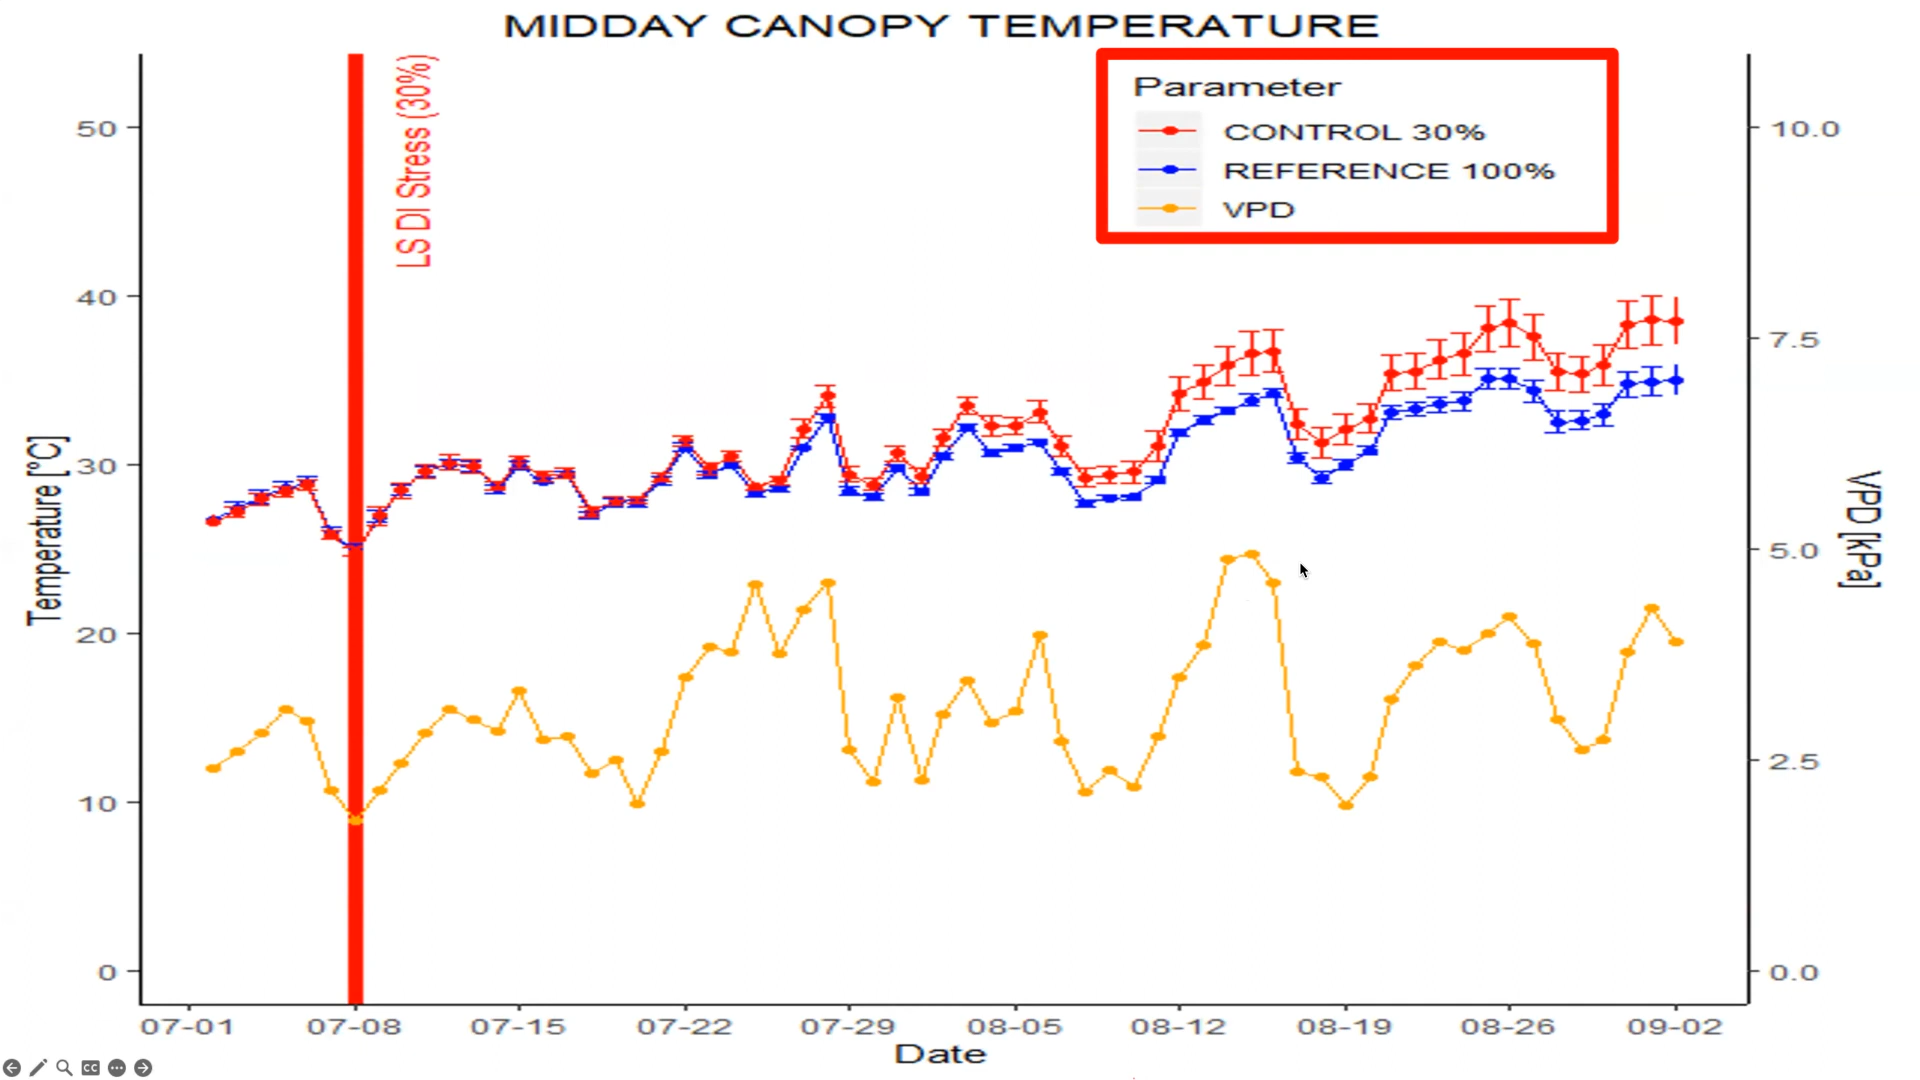 MIDDAY CANOPY TEMPERATURE
LS DI Stress (30%)
Parameter
CONTROL 30%
REFERENCE 100%
VPD
50
40
30
20
10
0
Temperature [°C]
10.0
7.5
5.0
2.5
0.0
VPD [kPa]
07-01 07-08 07-15 07-22 07-29 08-05 08-12 08-19 08-26 09-02
Date
CC